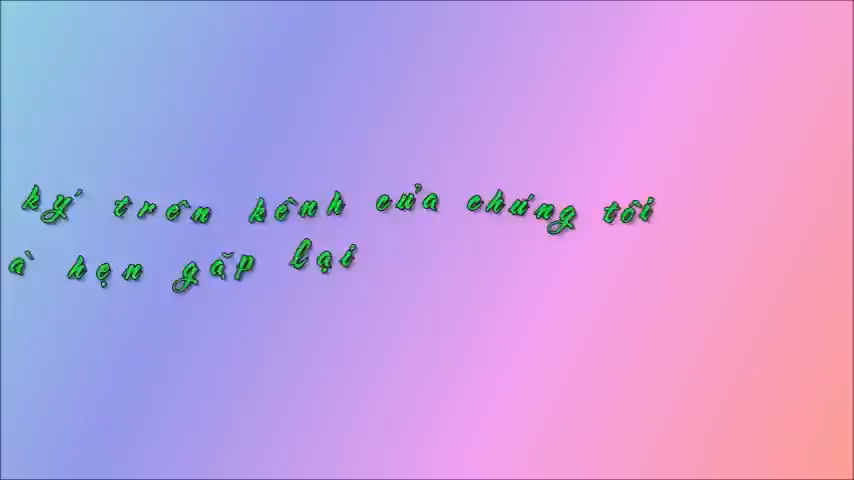 ký trên kênh của chúng tôi
à hẹn gặp lại